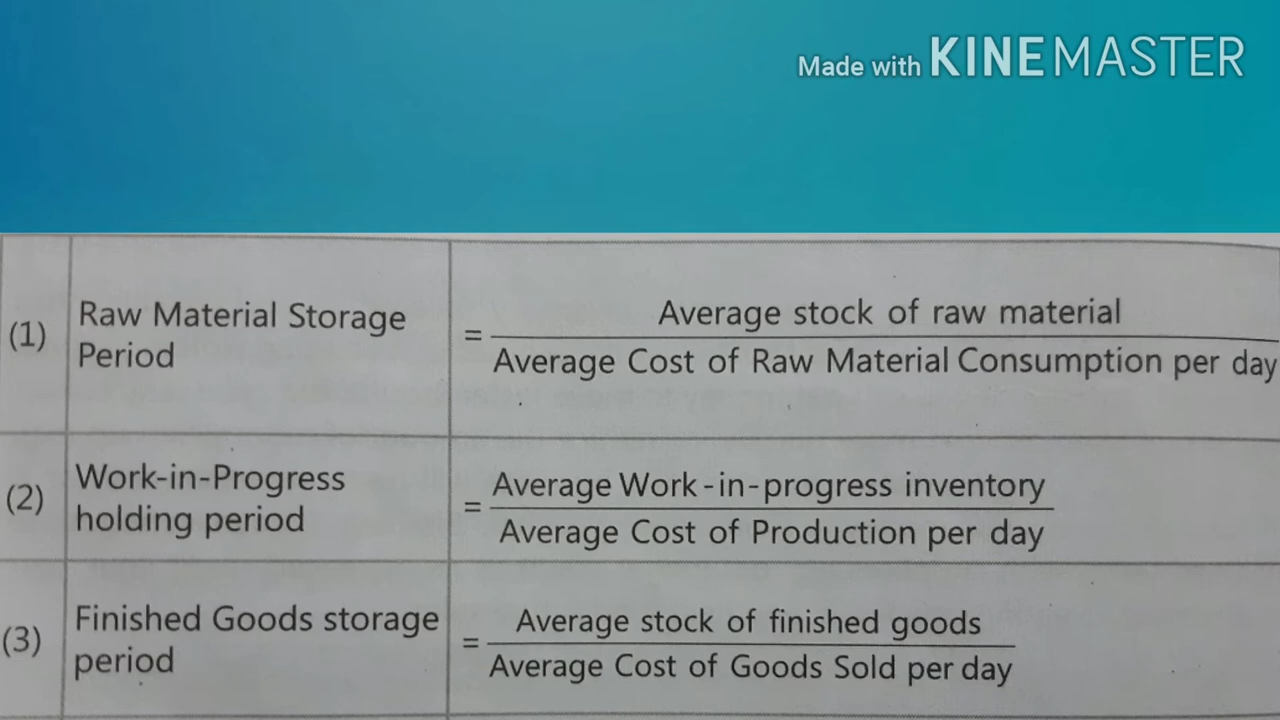 Made with KINEMASTER
(1) Raw Material Storage Period = Average stock of raw material
Average Cost of Raw Material Consumption per day
(2) Work-in-Progress holding period = Average Work-in-progress inventory
Average Cost of Production per day
(3) Finished Goods storage period = Average stock of finished goods
Average Cost of Goods Sold per day